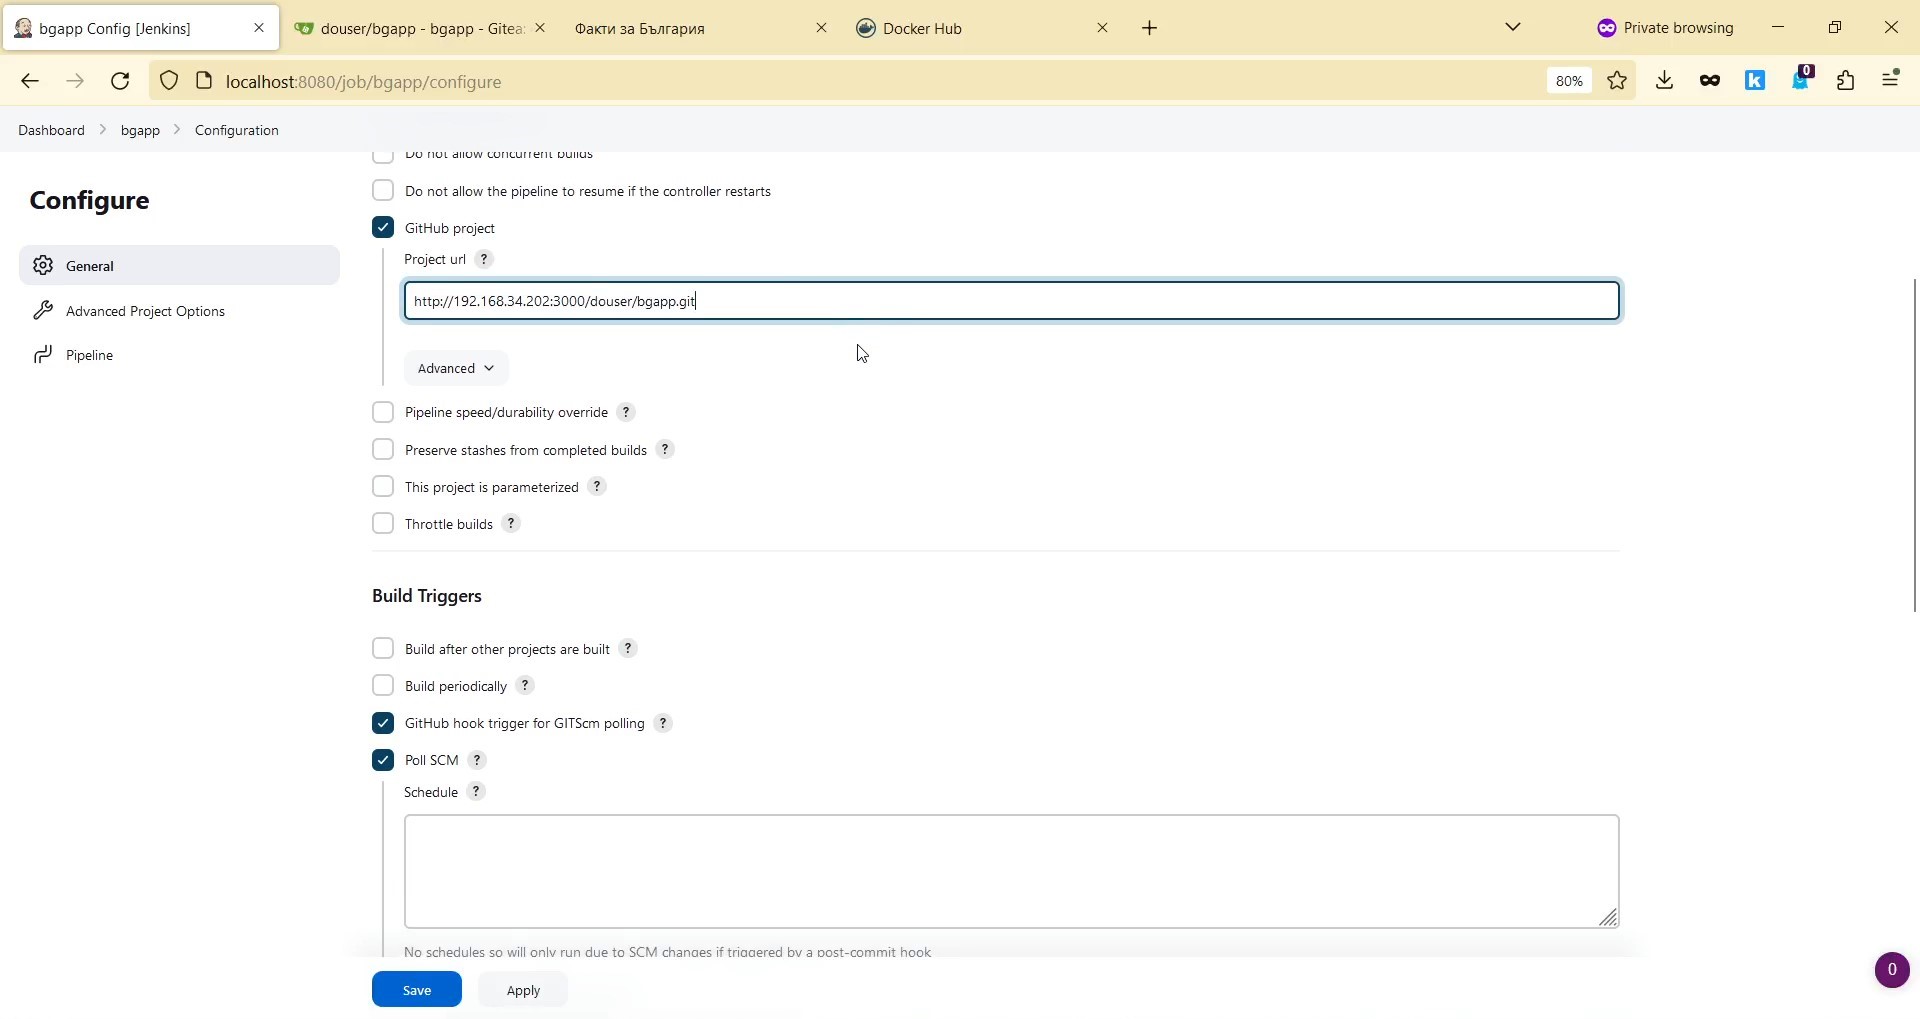 bgapp Config [Jenkins]
douser/bgapp - bgapp - Gitea:
Факти за България
Docker Hub
Private browsing
localhost:8080/job/bgapp/configure
80%
k
0
Dashboard
bgapp
Configuration
Configure
General
Advanced Project Options
Pipeline
Do not allow concurrent builds
Do not allow the pipeline to resume if the controller restarts
GitHub project
Project url ?
http://192.168.34.202:3000/douser/bgapp.git
Advanced
Pipeline speed/durability override ?
Preserve stashes from completed builds ?
This project is parameterized ?
Throttle builds ?
Build Triggers
Build after other projects are built ?
Build periodically ?
GitHub hook trigger for GITScm polling ?
Poll SCM ?
Schedule ?
No schedules so will only run due to SCM changes if triggered by a post-commit hook
Save
Apply
0